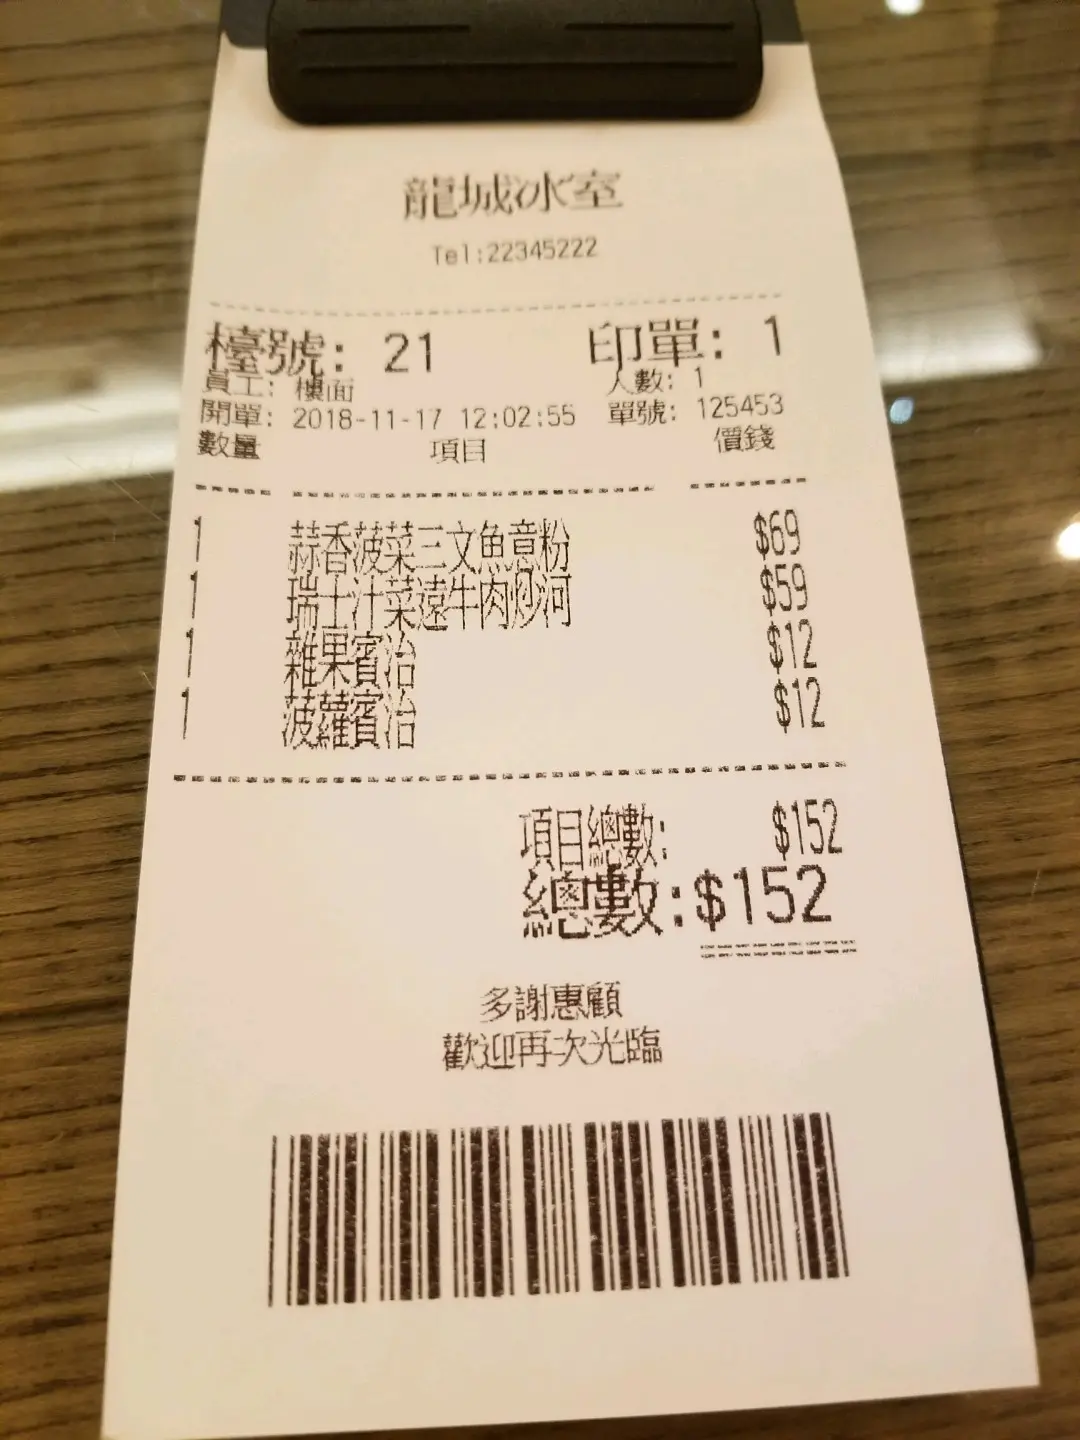 龍城冰室
Tel:22345222
檯號: 21 印單: 1
員工: 樓面 人數: 1
開單: 2018-11-17 12:02:55 單號: 125453
數量 項目 價錢
1 蒜香菠菜三文魚意粉 $69
1 瑞士汁菜遠牛肉炒河 $59
1 雜果賓治 $12
1 菠蘿賓治 $12
項目總數: $152
總數:$152
多謝惠顧
歡迎再次光臨